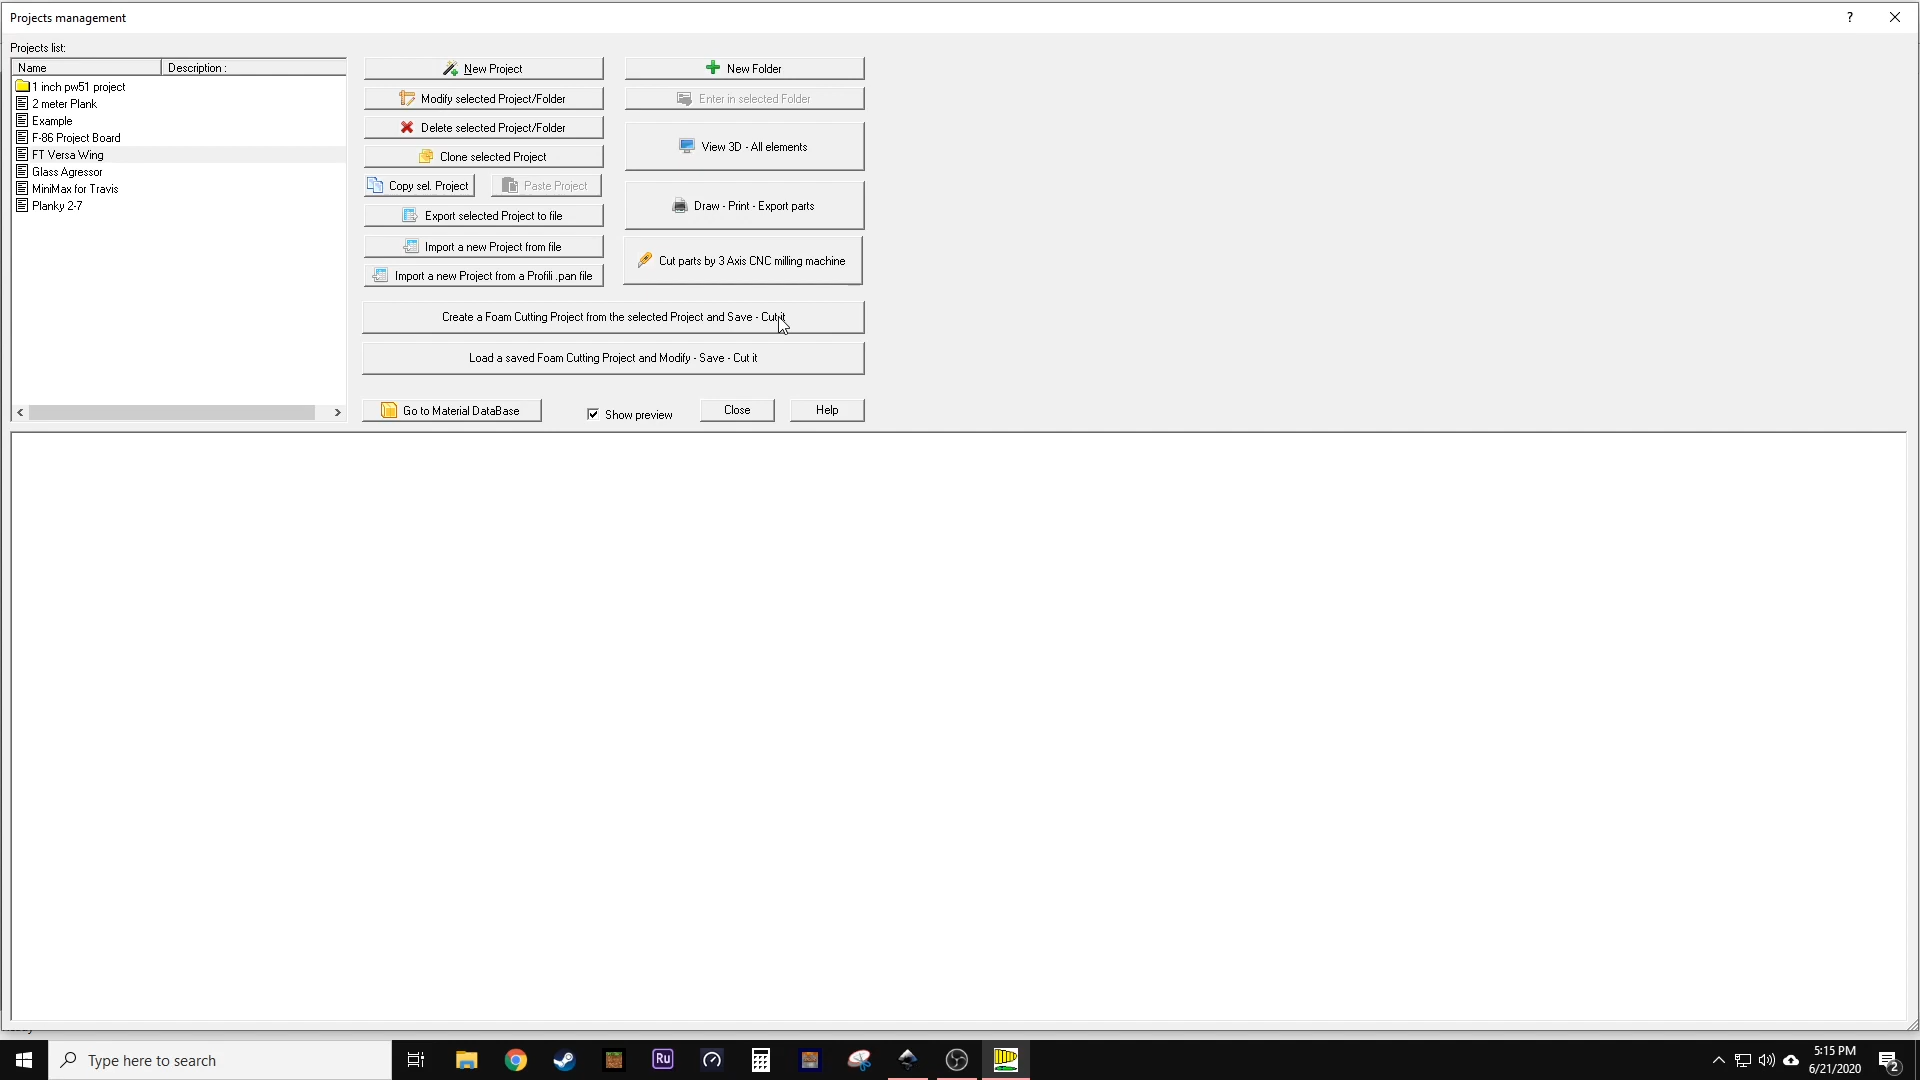 Projects management
Projects list:
Name Description :
1 inch pw51 project
2 meter Plank
Example
F-86 Project Board
FT Versa Wing
Glass Agressor
MiniMax for Travis
Planky 2-7
New Project
Modify selected Project/Folder
Delete selected Project/Folder
Clone selected Project
Copy sel. Project Paste Project
Export selected Project to file
Import a new Project from file
Import a new Project from a Profili .pan file
New Folder
Enter in selected Folder
View 3D - All elements
Draw - Print - Export parts
Cut parts by 3 Axis CNC milling machine
Create a Foam Cutting Project from the selected Project and Save - Cut it
Load a saved Foam Cutting Project and Modify - Save - Cut it
Go to Material DataBase Show preview Close Help
Type here to search
Ru
5:15 PM
6/21/2020
2